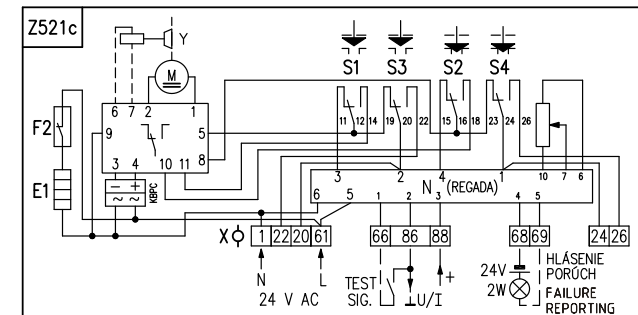 Z521c
Y
M
S1 S3 S2 S4
6 7 2 1
F2
9 5
8
3 4 10 11
11 12 14 19 20 22 15 16 18 23 24 26
E1
- +
~ ~
KBPC
3 2 4 1 10 7 6
N (REGADA)
6 5 1 2 3 4 5
X 1 22 20 61 66 86 88 68 69 24 26
N L
24 V AC
TEST
SIG.
U/I
+
24V
2W
HLÁSENIE
PORÚCH
FAILURE
REPORTING